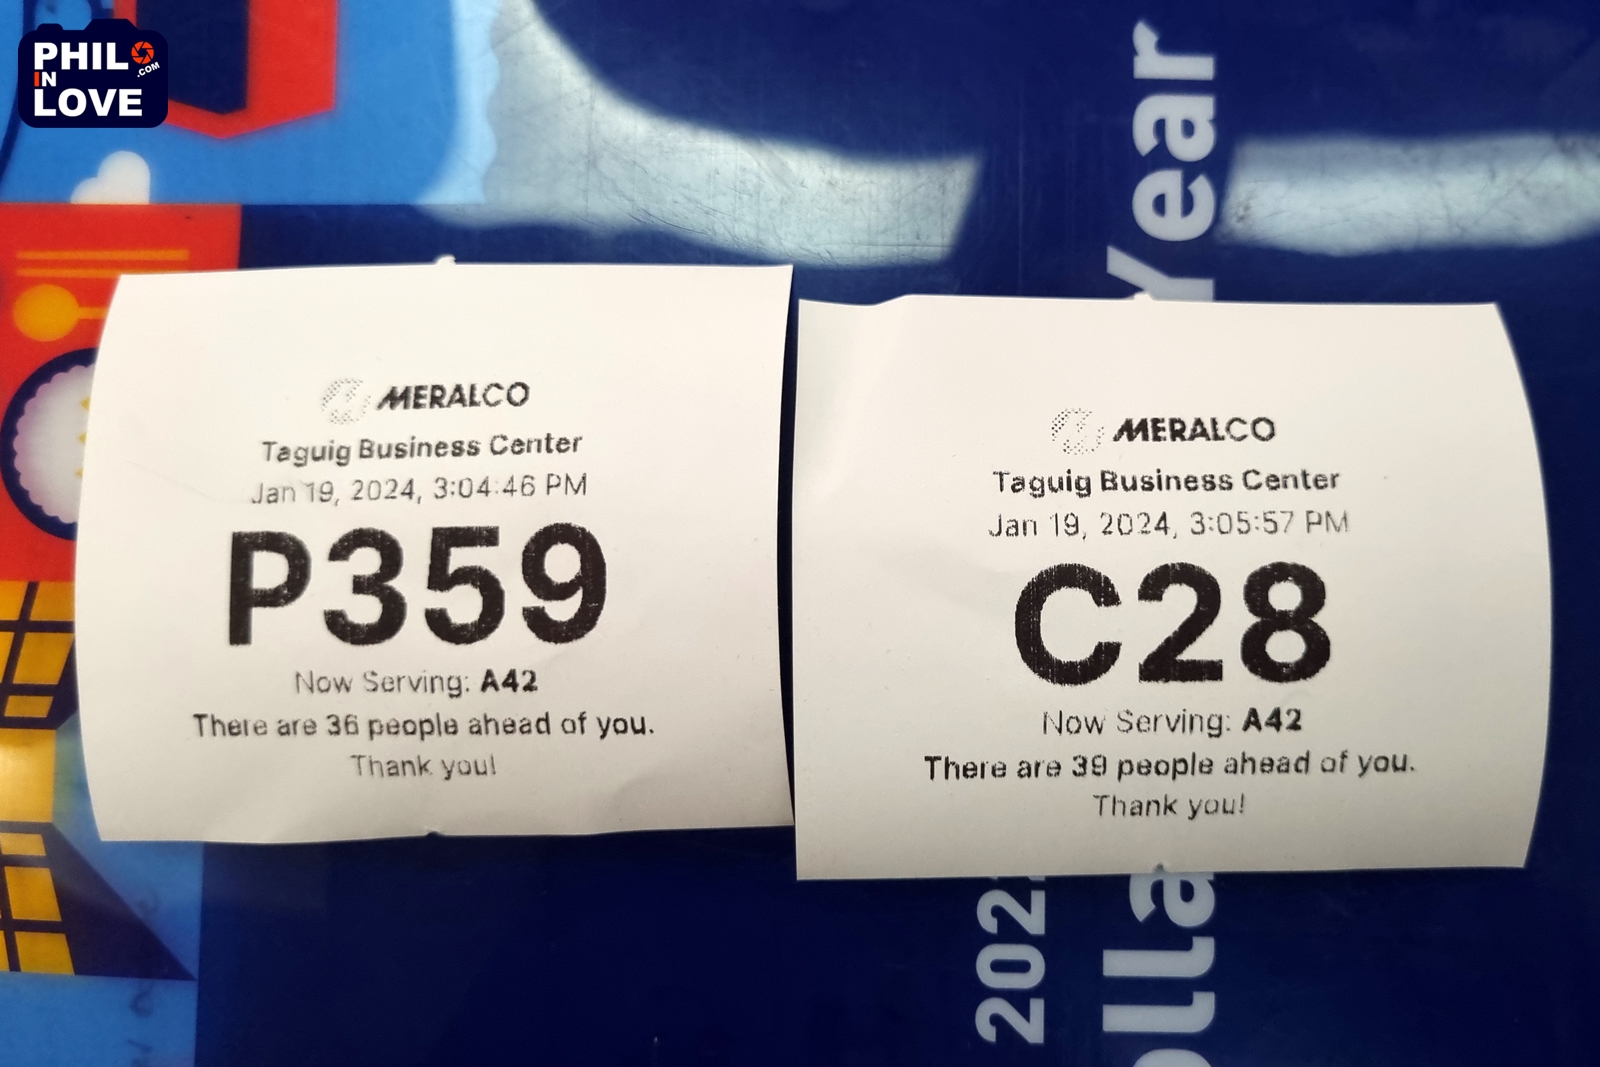 PHIL
IN
.COM
LOVE
MERALCO
Taguig Business Center
Jan 19, 2024, 3:04:46 PM
P359
Now Serving: A42
There are 36 people ahead of you.
Thank you!
MERALCO
Taguig Business Center
Jan 19, 2024, 3:05:57 PM
C28
Now Serving: A42
There are 39 people ahead of you.
Thank you!
Year